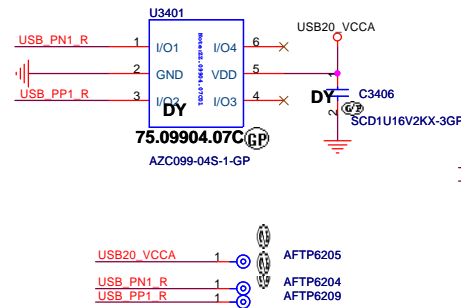 U3401
USB20_VCCA
USB_PN1_R 1 I/O1 I/O4 6
2 GND VDD 5
USB_PP1_R 3 I/O2 I/O3 4
DY
1
DY C3406
2
SCD1U16V2KX-3GP
75.09904.07C GP
AZC099-04S-1-GP
USB20_VCCA 1 AFTP6205
USB_PN1_R 1 AFTP6204
USB_PP1_R 1 AFTP6209